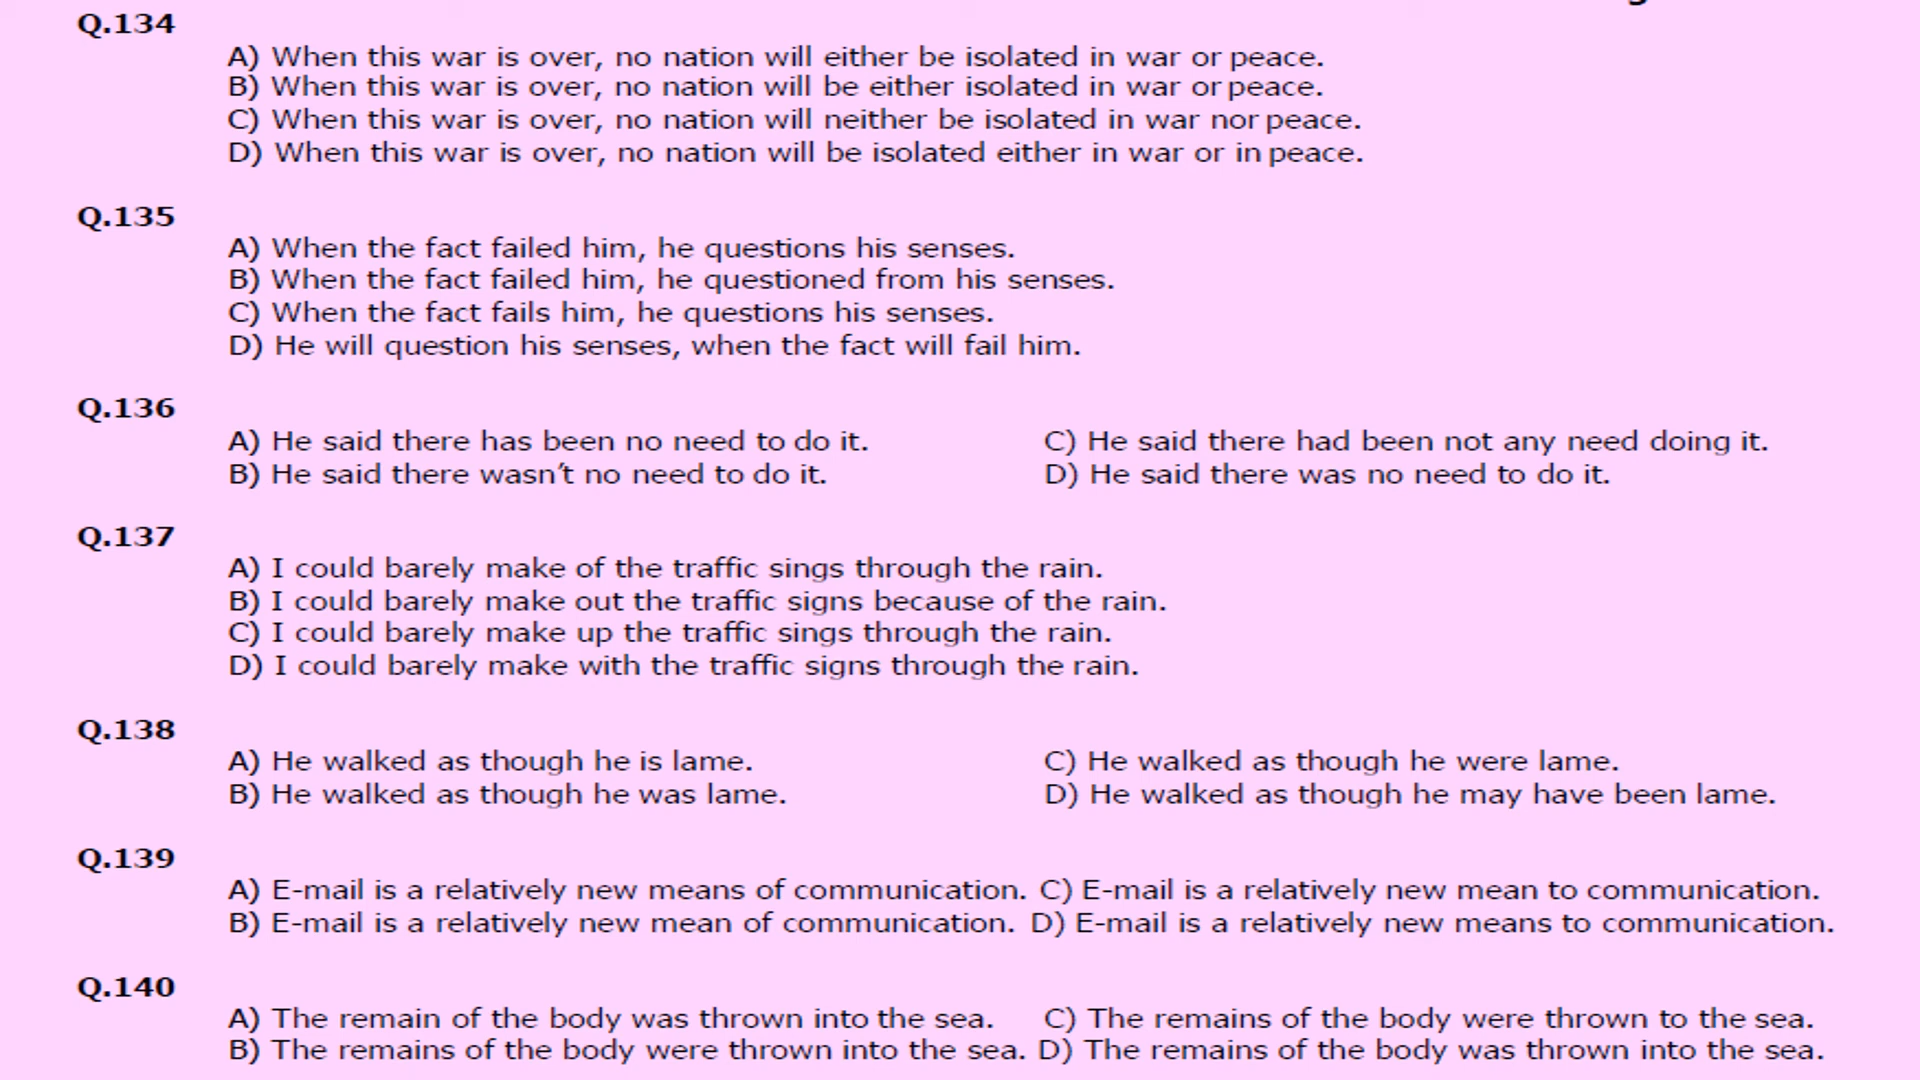 Q.134
A) When this war is over, no nation will either be isolated in war or peace.
B) When this war is over, no nation will be either isolated in war or peace.
C) When this war is over, no nation will neither be isolated in war nor peace.
D) When this war is over, no nation will be isolated either in war or in peace.
Q.135
A) When the fact failed him, he questions his senses.
B) When the fact failed him, he questioned from his senses.
C) When the fact fails him, he questions his senses.
D) He will question his senses, when the fact will fail him.
Q.136
A) He said there has been no need to do it. C) He said there had been not any need doing it.
B) He said there wasn't no need to do it. D) He said there was no need to do it.
Q.137
A) I could barely make of the traffic sings through the rain.
B) I could barely make out the traffic signs because of the rain.
C) I could barely make up the traffic sings through the rain.
D) I could barely make with the traffic signs through the rain.
Q.138
A) He walked as though he is lame. C) He walked as though he were lame.
B) He walked as though he was lame. D) He walked as though he may have been lame.
Q.139
A) E-mail is a relatively new means of communication. C) E-mail is a relatively new mean to communication.
B) E-mail is a relatively new mean of communication. D) E-mail is a relatively new means to communication.
Q.140
A) The remain of the body was thrown into the sea. C) The remains of the body were thrown to the sea.
B) The remains of the body were thrown into the sea. D) The remains of the body was thrown into the sea.